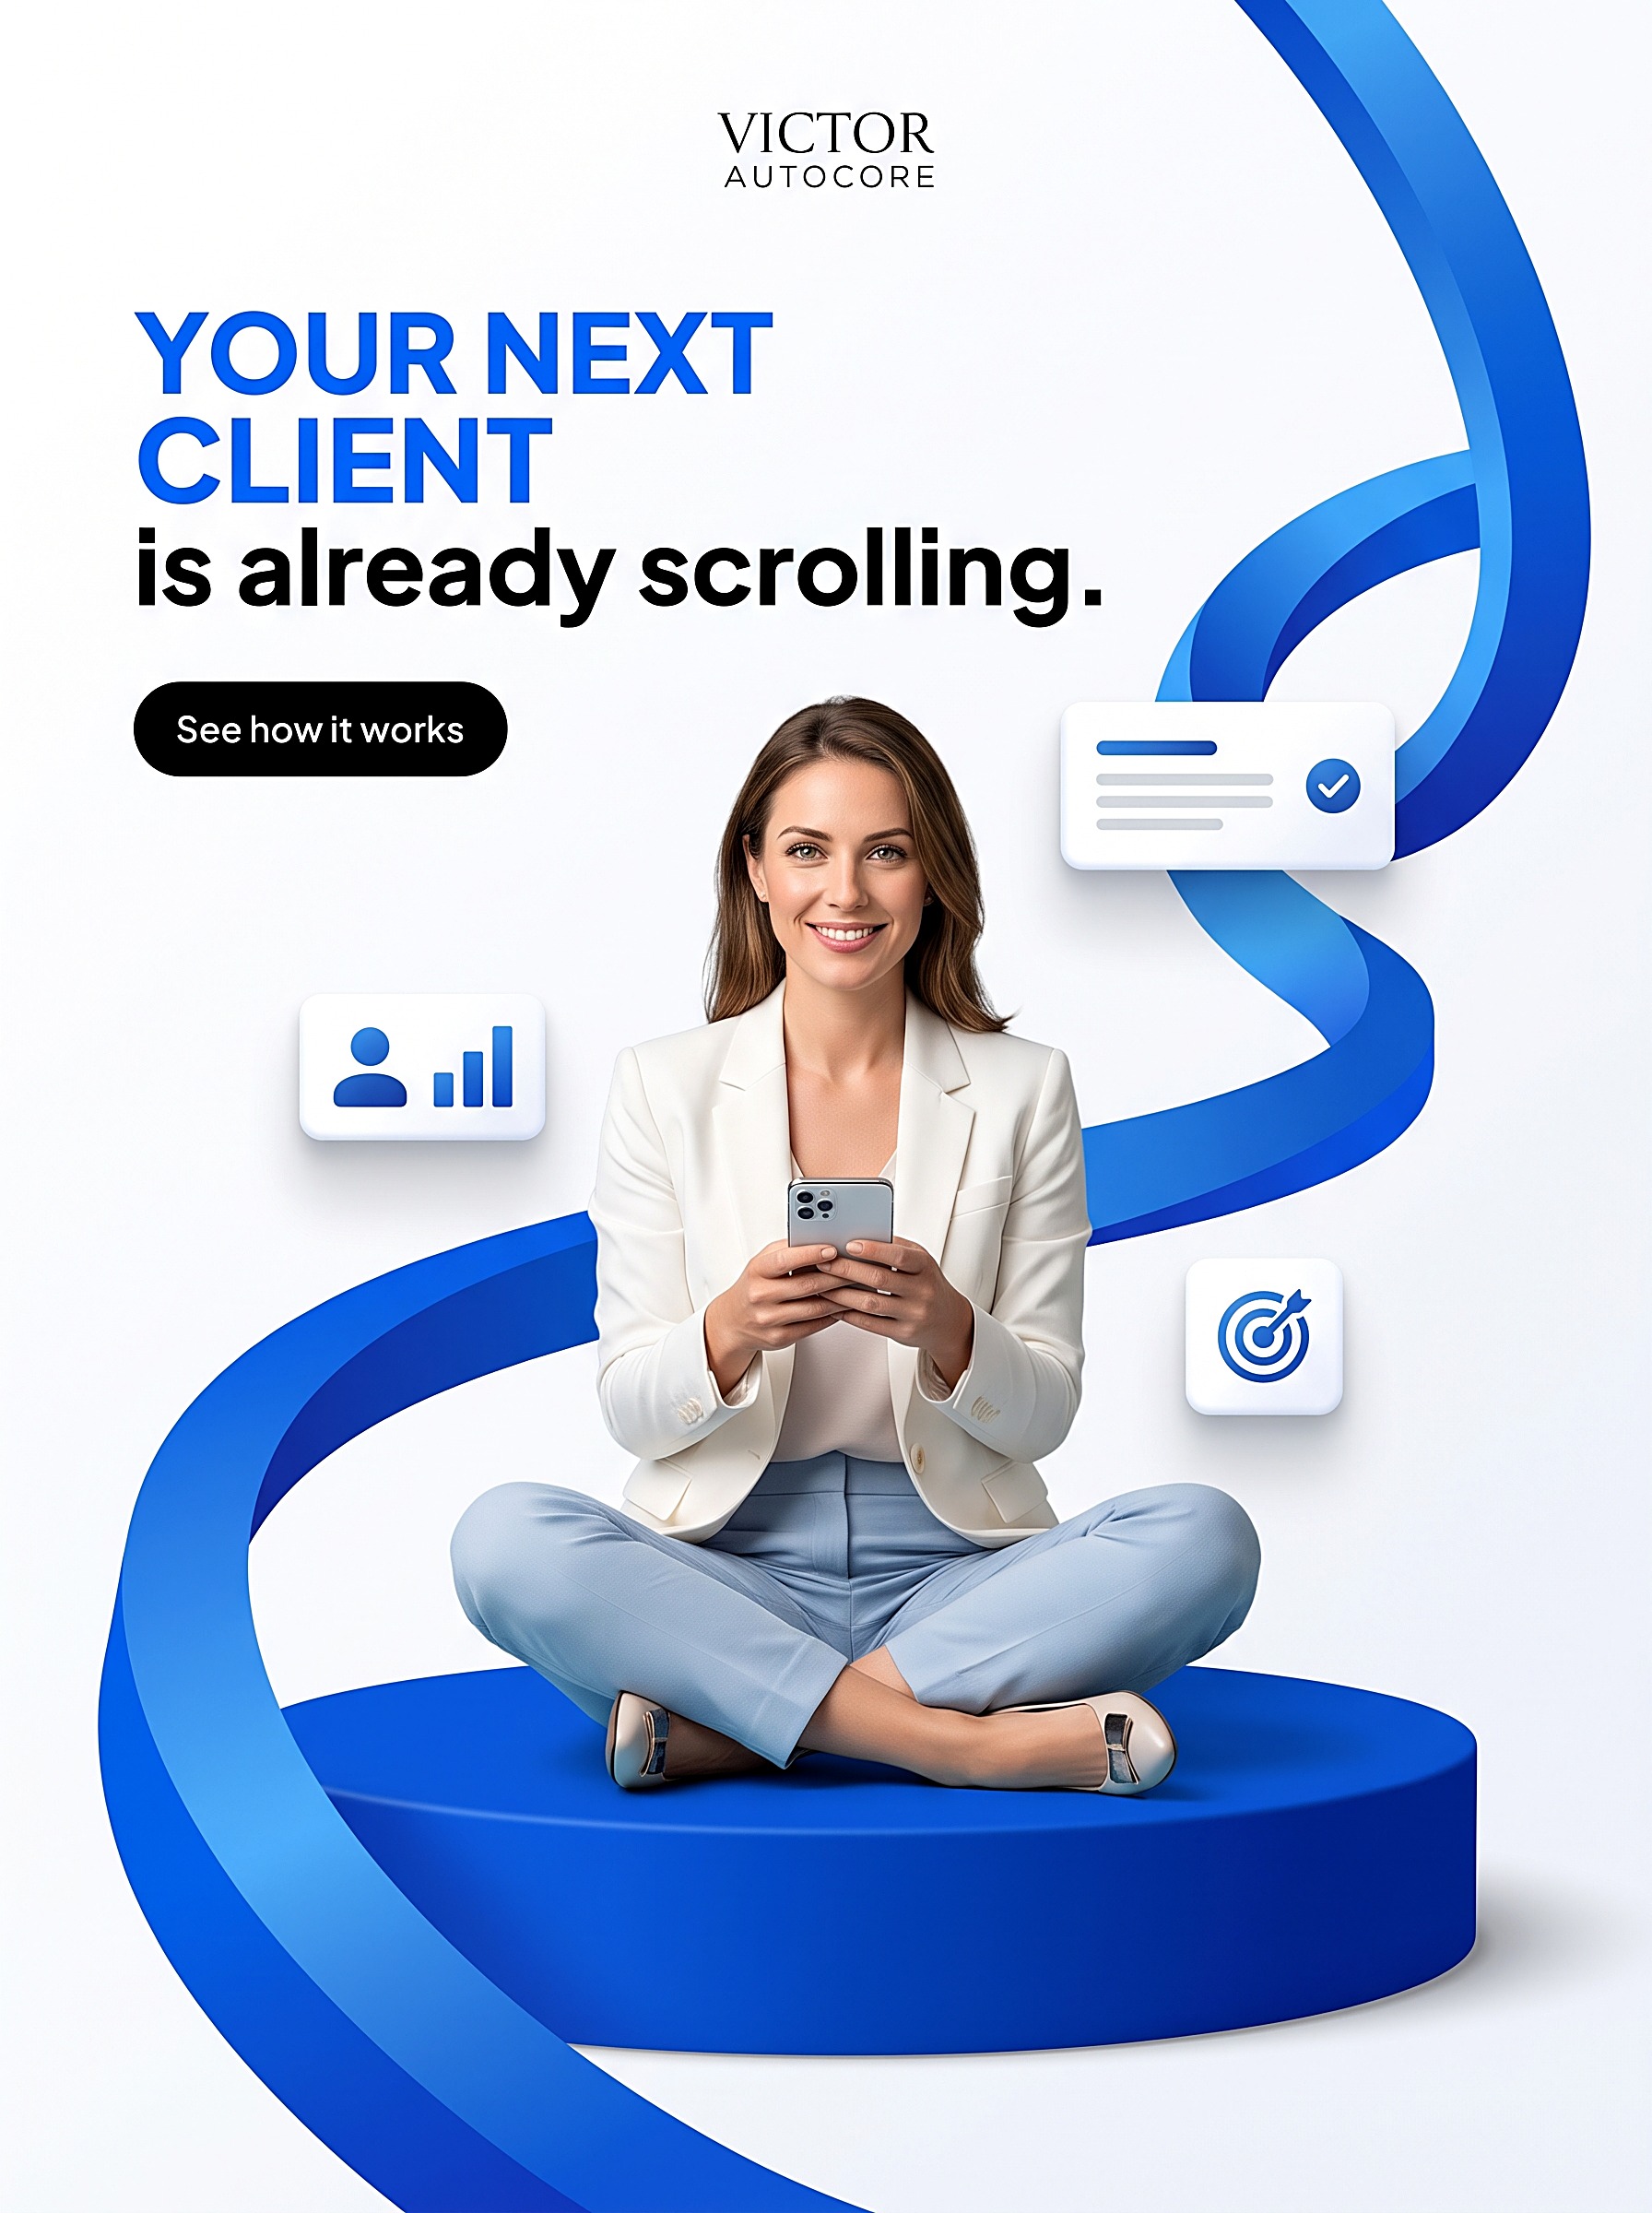 VICTOR
AUTOCORE
YOUR NEXT
CLIENT
is already scrolling.
See how it works